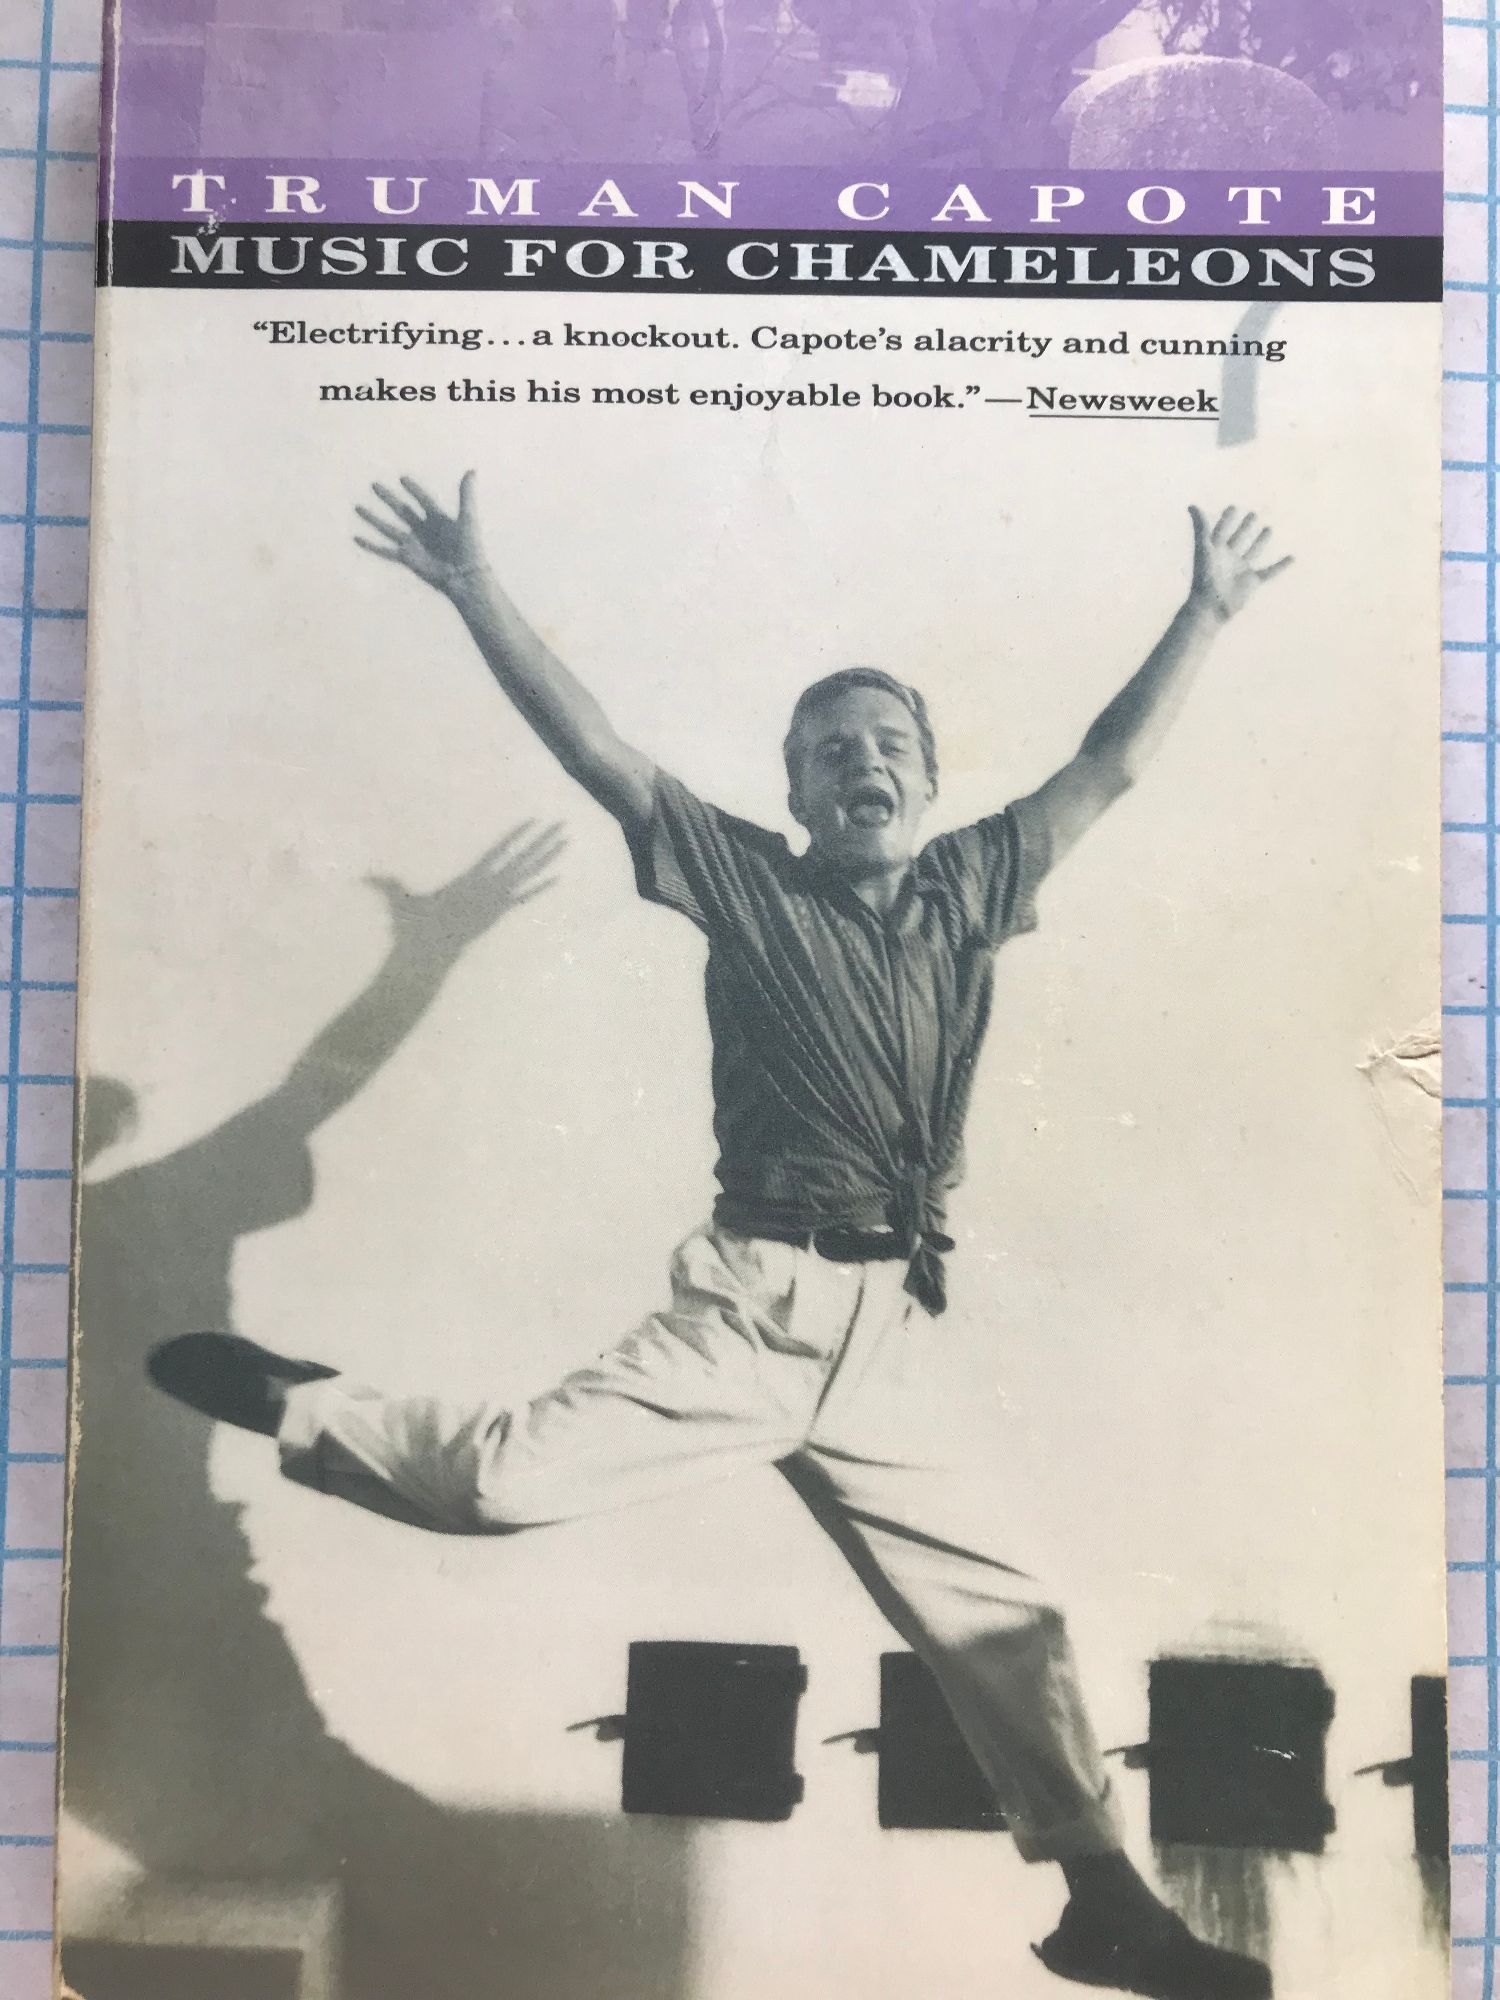 TRUMAN CAPOTE
MUSIC FOR CHAMELEONS
“Electrifying...a knockout. Capote’s alacrity and cunning
makes this his most enjoyable book.”—Newsweek